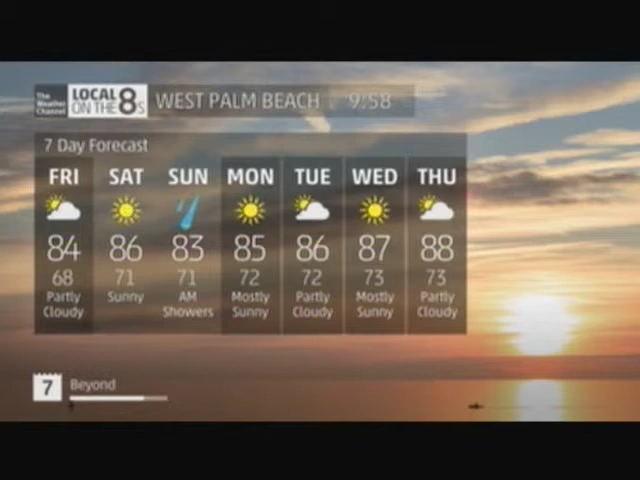 The Weather Channel
LOCAL ON THE 8s
WEST PALM BEACH 9:58
7 Day Forecast
FRI SAT SUN MON TUE WED THU
84 86 83 85 86 87 88
68 71 71 72 72 73 73
Partly Cloudy Sunny AM Showers Mostly Sunny Partly Cloudy Mostly Sunny Partly Cloudy
7 Beyond